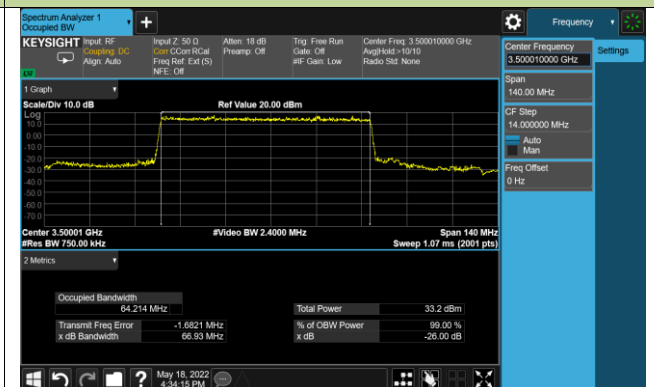 Spectrum Analyzer 1
Occupied BW
Frequency
KEYSIGHT
Input: RF
Coupling: DC
Align: Auto
Input Z: 50 Ω
Corr CCorr RCal
Freq Ref: Ext (S)
NFE: Off
Atten: 18 dB
Preamp: Off
Trig: Free Run
Gate: Off
#IF Gain: Low
Center Freq: 3.500010000 GHz
Avg|Hold:>10/10
Radio Std: None
Center Frequency
3.500010000 GHz
Settings
Span
140.00 MHz
CF Step
14.000000 MHz
Auto
Man
Freq Offset
0 Hz
1 Graph
Scale/Div 10.0 dB
Ref Value 20.00 dBm
Log
10.0
0.00
-10.0
-20.0
-30.0
-40.0
-50.0
-60.0
-70.0
Center 3.50001 GHz
#Video BW 2.4000 MHz
Span 140 MHz
#Res BW 750.00 kHz
Sweep 1.07 ms (2001 pts)
2 Metrics
Occupied Bandwidth
64.214 MHz
Total Power
33.2 dBm
Transmit Freq Error
-1.6821 MHz
% of OBW Power
99.00 %
x dB Bandwidth
66.93 MHz
x dB
-26.00 dB
May 18, 2022
4:34:15 PM